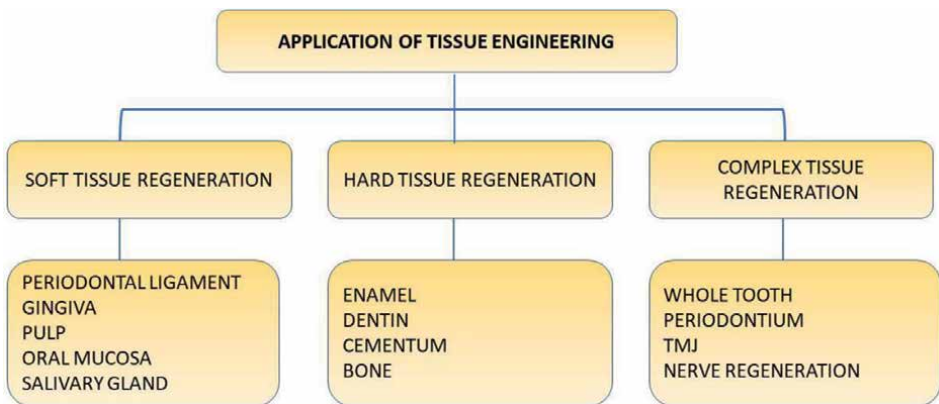 APPLICATION OF TISSUE ENGINEERING
SOFT TISSUE REGENERATION
HARD TISSUE REGENERATION
COMPLEX TISSUE
REGENERATION
PERIODONTAL LIGAMENT
GINGIVA
PULP
ORAL MUCOSA
SALIVARY GLAND
ENAMEL
DENTIN
CEMENTUM
BONE
WHOLE TOOTH
PERIODONTIUM
TMJ
NERVE REGENERATION